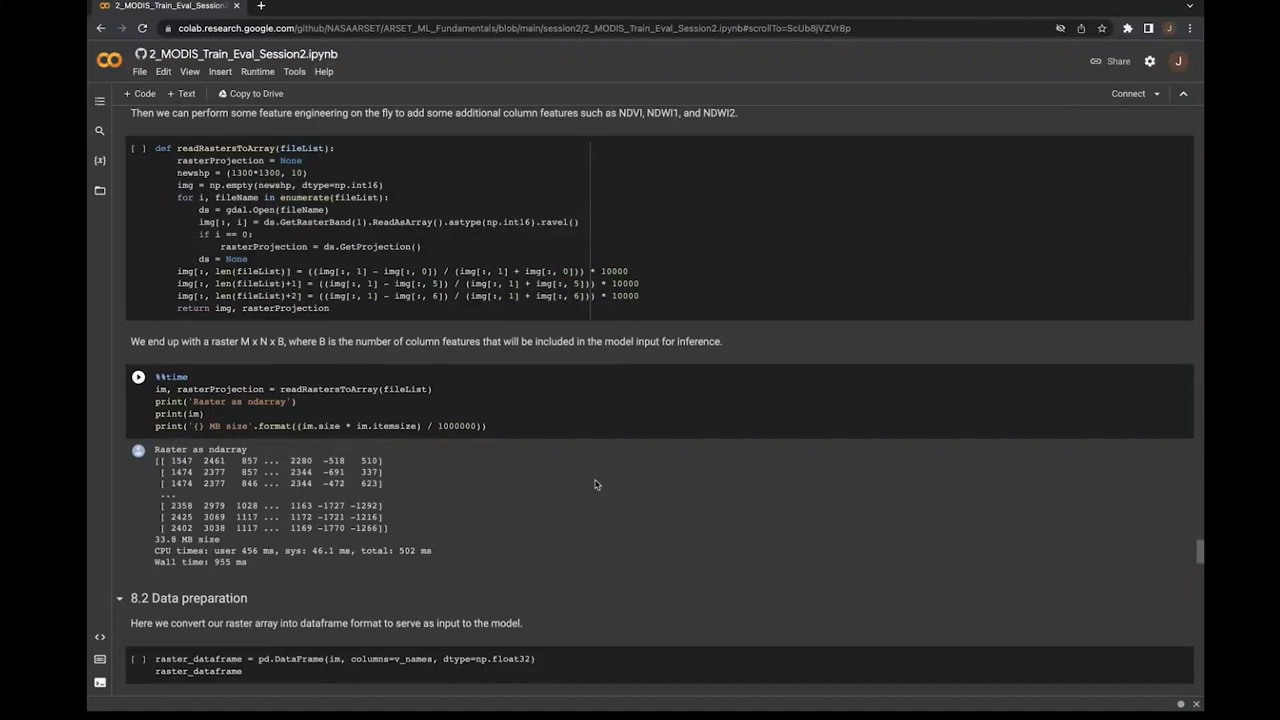 2_MODIS_Train_Eval_Session2.ip
colab.research.google.com/github/NASAARSET/ARSET_ML_Fundamentals/blob/main/session2/2_MODIS_Train_Eval_Session2.ipynb#scrollTo=ScUb8jVZVr8p
J
2_MODIS_Train_Eval_Session2.ipynb
Share
J
File Edit View Insert Runtime Tools Help
+ Code + Text Copy to Drive
Connect
Then we can perform some feature engineering on the fly to add some additional column features such as NDVI, NDWI1, and NDWI2.
[ ] def readRastersToArray(fileList):
rasterProjection = None
newshp = (1300*1300, 10)
img = np.empty(newshp, dtype=np.int16)
for i, fileName in enumerate(fileList):
ds = gdal.Open(fileName)
img[:, i] = ds.GetRasterBand(1).ReadAsArray().astype(np.int16).ravel()
if i == 0:
rasterProjection = ds.GetProjection()
ds = None
img[:, len(fileList)] = ((img[:, 1] - img[:, 0]) / (img[:, 1] + img[:, 0])) * 10000
img[:, len(fileList)+1] = ((img[:, 1] - img[:, 5]) / (img[:, 1] + img[:, 5])) * 10000
img[:, len(fileList)+2] = ((img[:, 1] - img[:, 6]) / (img[:, 1] + img[:, 6])) * 10000
return img, rasterProjection
We end up with a raster M x N x B, where B is the number of column features that will be included in the model input for inference.
%%time
im, rasterProjection = readRastersToArray(fileList)
print('Raster as ndarray')
print(im)
print('{} MB size'.format((im.size * im.itemsize) / 1000000))
Raster as ndarray
[[ 1547 2461 857 ... 2280 -518 510]
[ 1474 2377 857 ... 2344 -691 337]
[ 1474 2377 846 ... 2344 -472 623]
...
[ 2358 2979 1028 ... 1163 -1727 -1292]
[ 2425 3069 1117 ... 1172 -1721 -1216]
[ 2402 3038 1117 ... 1169 -1770 -1266]]
33.8 MB size
CPU times: user 456 ms, sys: 46.1 ms, total: 502 ms
Wall time: 955 ms
8.2 Data preparation
Here we convert our raster array into dataframe format to serve as input to the model.
[ ] raster_dataframe = pd.DataFrame(im, columns=v_names, dtype=np.float32)
raster_dataframe